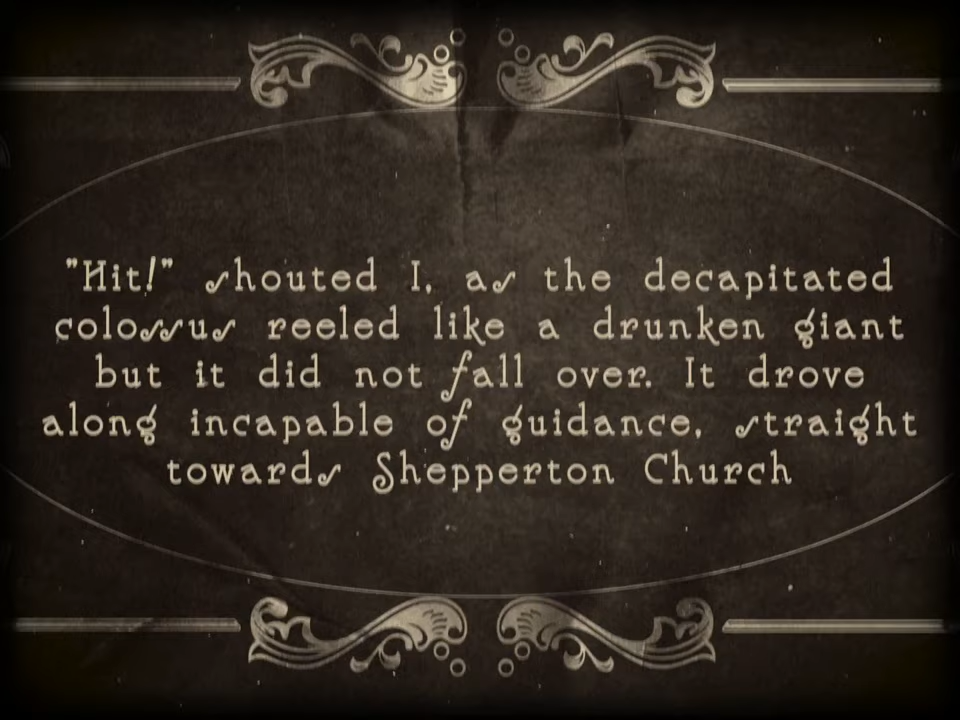 "Hit!" shouted I, as the decapitated
colossus reeled like a drunken giant
but it did not fall over. It drove
along incapable of guidance, straight
towards Shepperton Church